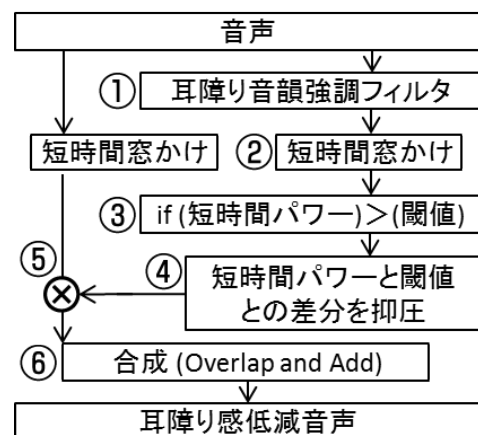 音声
① 耳障り音韻強調フィルタ
短時間窓かけ ② 短時間窓かけ
③ if (短時間パワー)＞(閾値)
⑤ ④ 短時間パワーと閾値
との差分を抑圧
⑥ 合成 (Overlap and Add)
耳障り感低減音声